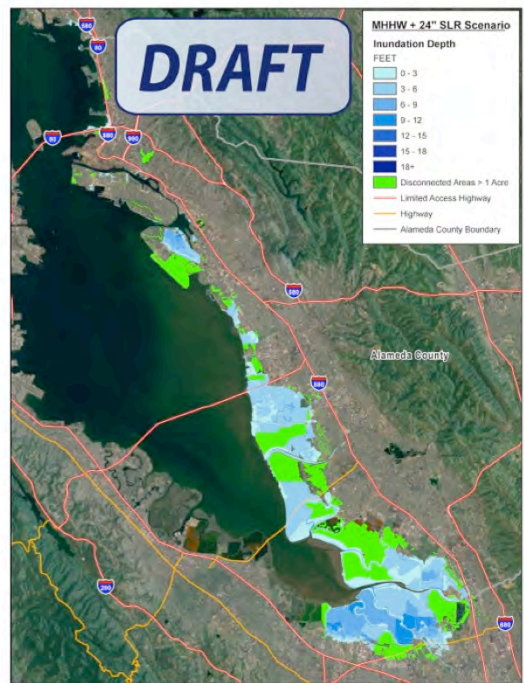 DRAFT
MHHW + 24" SLR Scenario
Inundation Depth
FEET
0 - 3
3 - 6
6 - 9
9 - 12
12 - 15
15 - 18
18+
Disconnected Areas > 1 Acre
Limited Access Highway
Highway
Alameda County Boundary
580
80
80
880
980
580
Alameda County
880
280
680